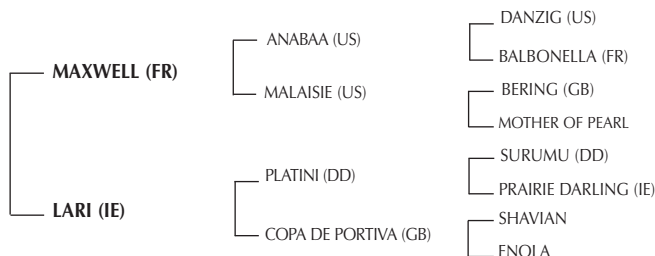 MAXWELL (FR)
ANABAA (US)
DANZIG (US)
BALBONELLA (FR)
MALAISIE (US)
BERING (GB)
MOTHER OF PEARL
LARI (IE)
PLATINI (DD)
SURUMU (DD)
PRAIRIE DARLING (IE)
COPA DE PORTIVA (GB)
SHAVIAN
ENOLA